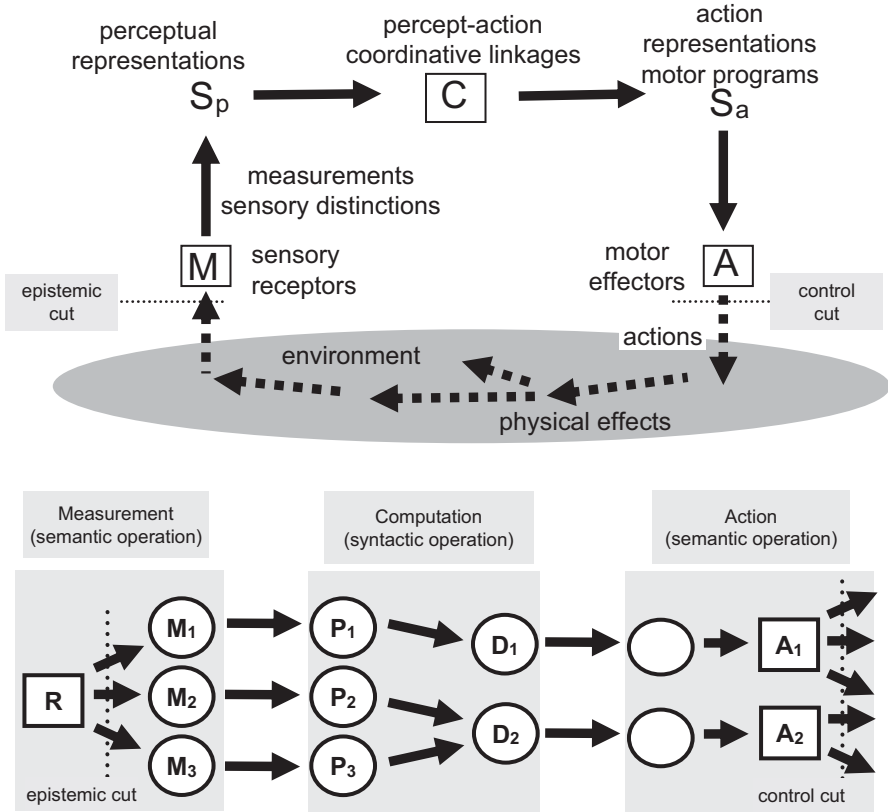 perceptual
representations
percept-action
coordinative linkages
action
representations
motor programs
Sp
C
Sa
measurements
sensory distinctions
M
sensory
receptors
motor
effectors
A
epistemic
cut
control
cut
actions
environment
physical effects
Measurement
(semantic operation)
Computation
(syntactic operation)
Action
(semantic operation)
R
M1
M2
M3
P1
P2
P3
D1
D2
A1
A2
epistemic cut
control cut